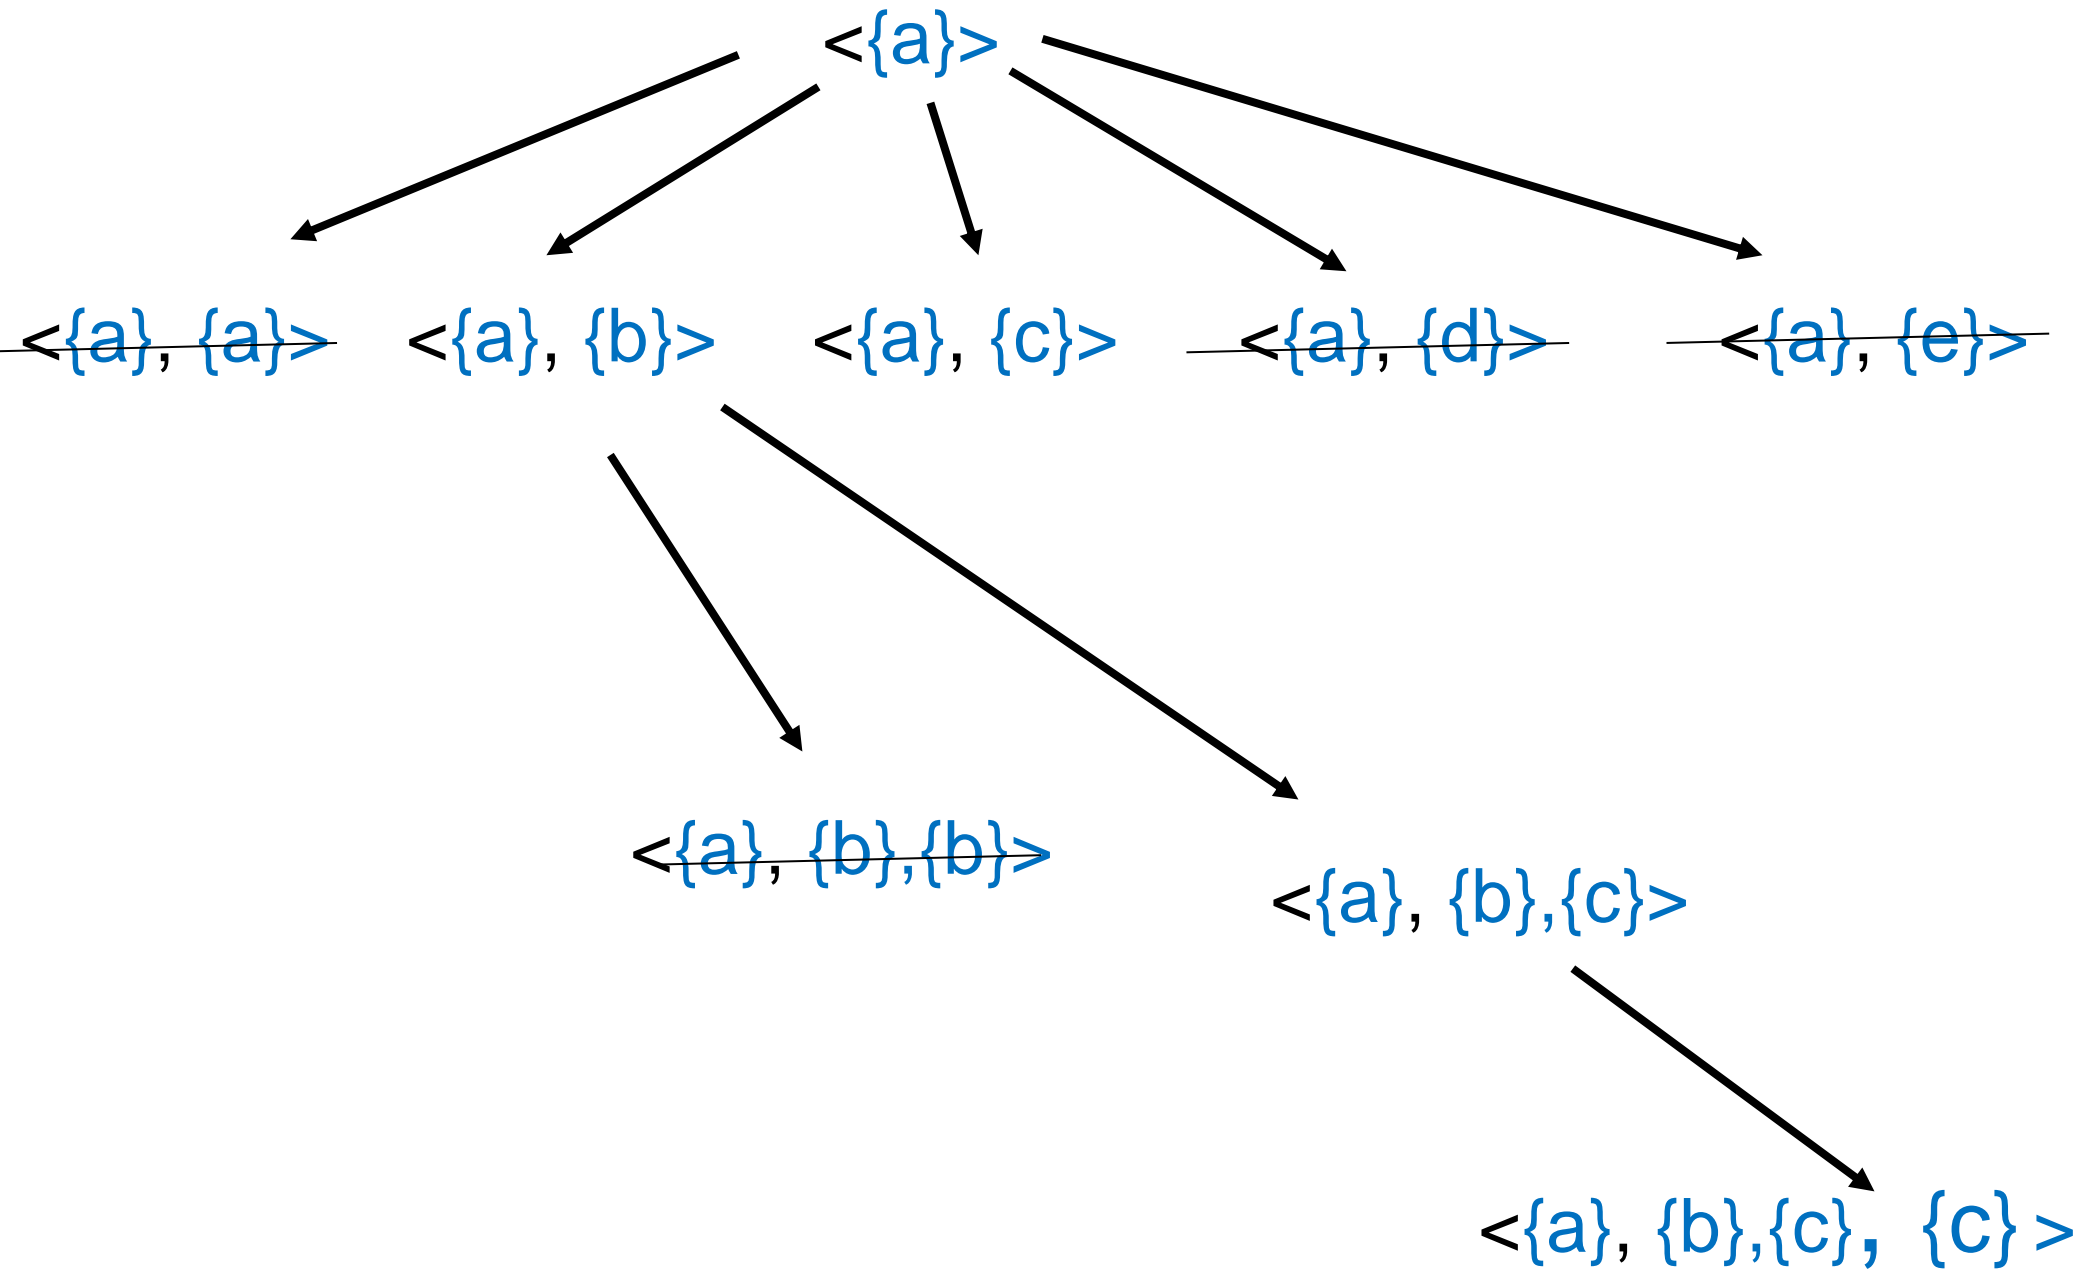 <{a}>
<{a}, {a}> <{a}, {b}> <{a}, {c}> <{a}, {d}> <{a}, {e}>
<{a}, {b},{b}>
<{a}, {b},{c}>
<{a}, {b},{c}, {c} >